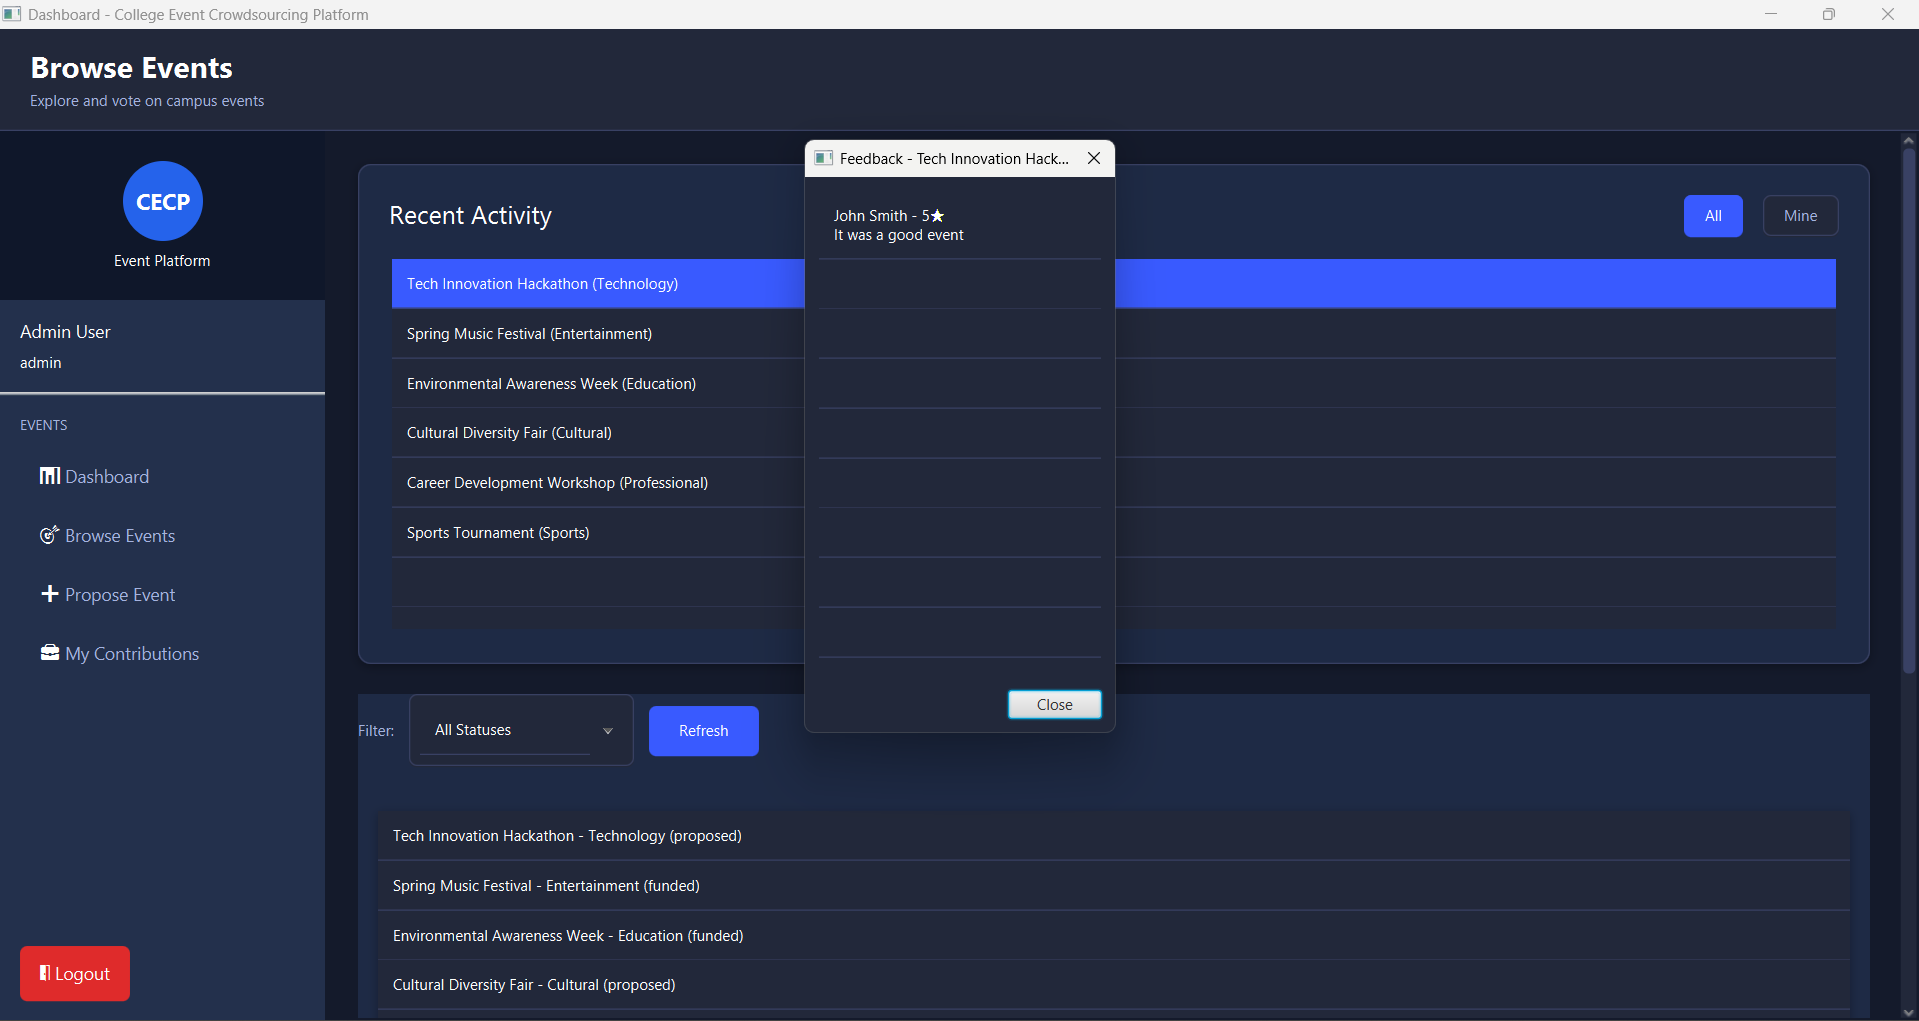 Dashboard - College Event Crowdsourcing Platform
Browse Events
Explore and vote on campus events
CECP
Event Platform
Admin User
admin
EVENTS
Dashboard
Browse Events
Propose Event
My Contributions
Logout
Recent Activity
All
Mine
Tech Innovation Hackathon (Technology)
Spring Music Festival (Entertainment)
Environmental Awareness Week (Education)
Cultural Diversity Fair (Cultural)
Career Development Workshop (Professional)
Sports Tournament (Sports)
Feedback - Tech Innovation Hack...
John Smith - 5★
It was a good event
Close
Filter:
All Statuses
Refresh
Tech Innovation Hackathon - Technology (proposed)
Spring Music Festival - Entertainment (funded)
Environmental Awareness Week - Education (funded)
Cultural Diversity Fair - Cultural (proposed)